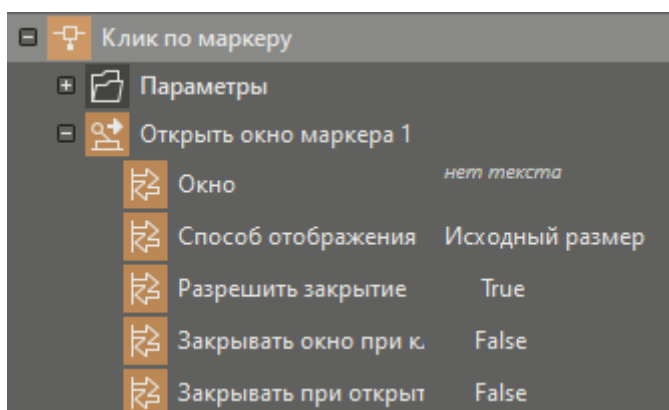 Клик по маркеру
Параметры
Открыть окно маркера 1
Окно нет текста
Способ отображения Исходный размер
Разрешить закрытие True
Закрывать окно при к False
Закрывать при открыт False